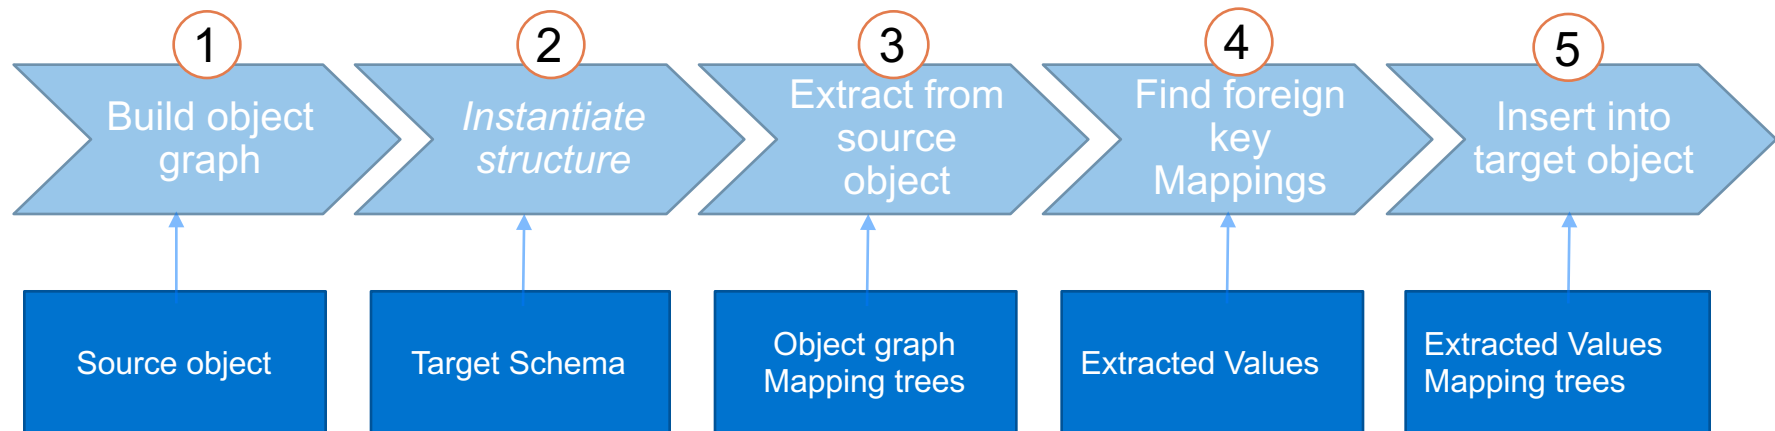 1
2
3
4
5
Build object
graph
Instantiate
structure
Extract from
source
object
Find foreign
key
Mappings
Insert into
target object
Source object
Target Schema
Object graph
Mapping trees
Extracted Values
Extracted Values
Mapping trees